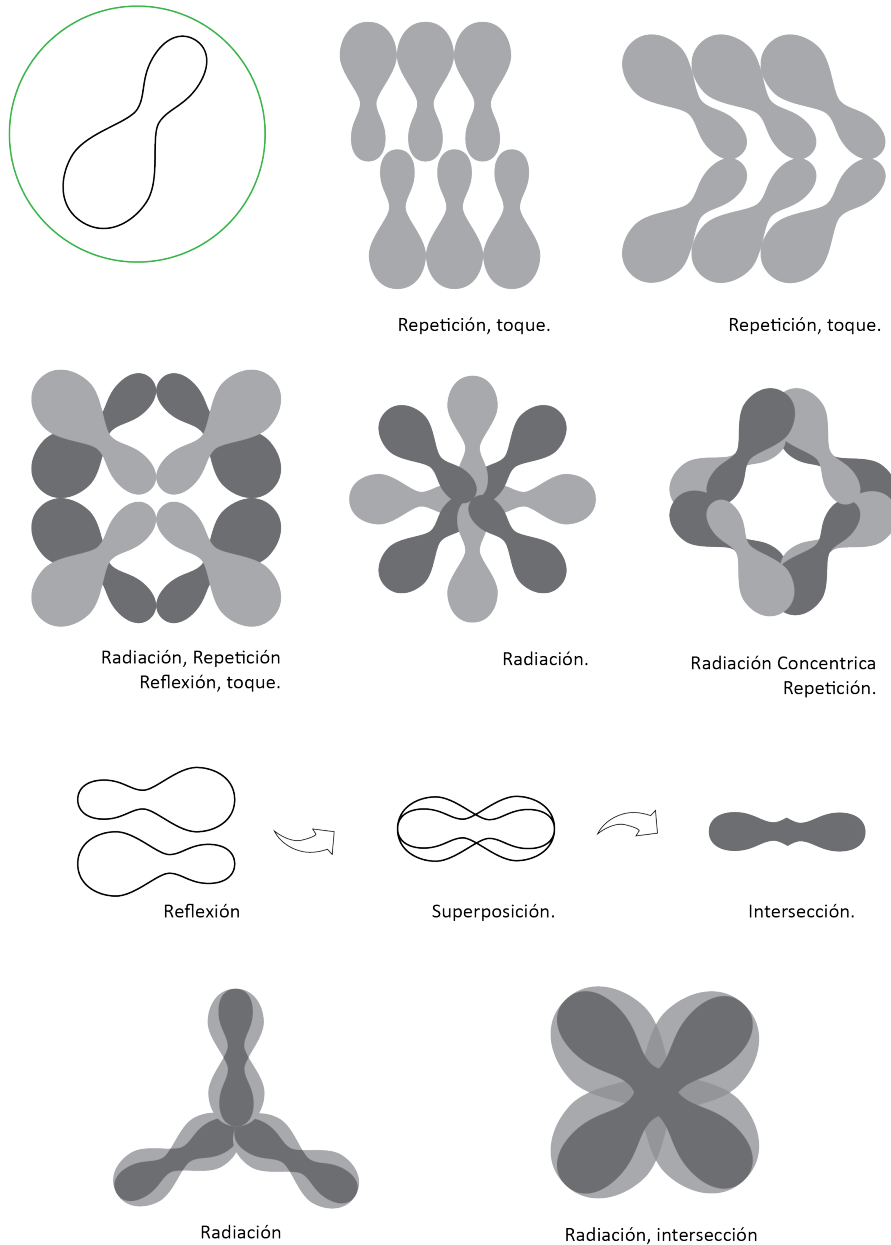 Repetición, toque.
Repetición, toque.
Radiación, Repetición
Reflexión, toque.
Radiación.
Radiación Concentrica
Repetición.
Reflexión
Superposición.
Intersección.
Radiación
Radiación, intersección